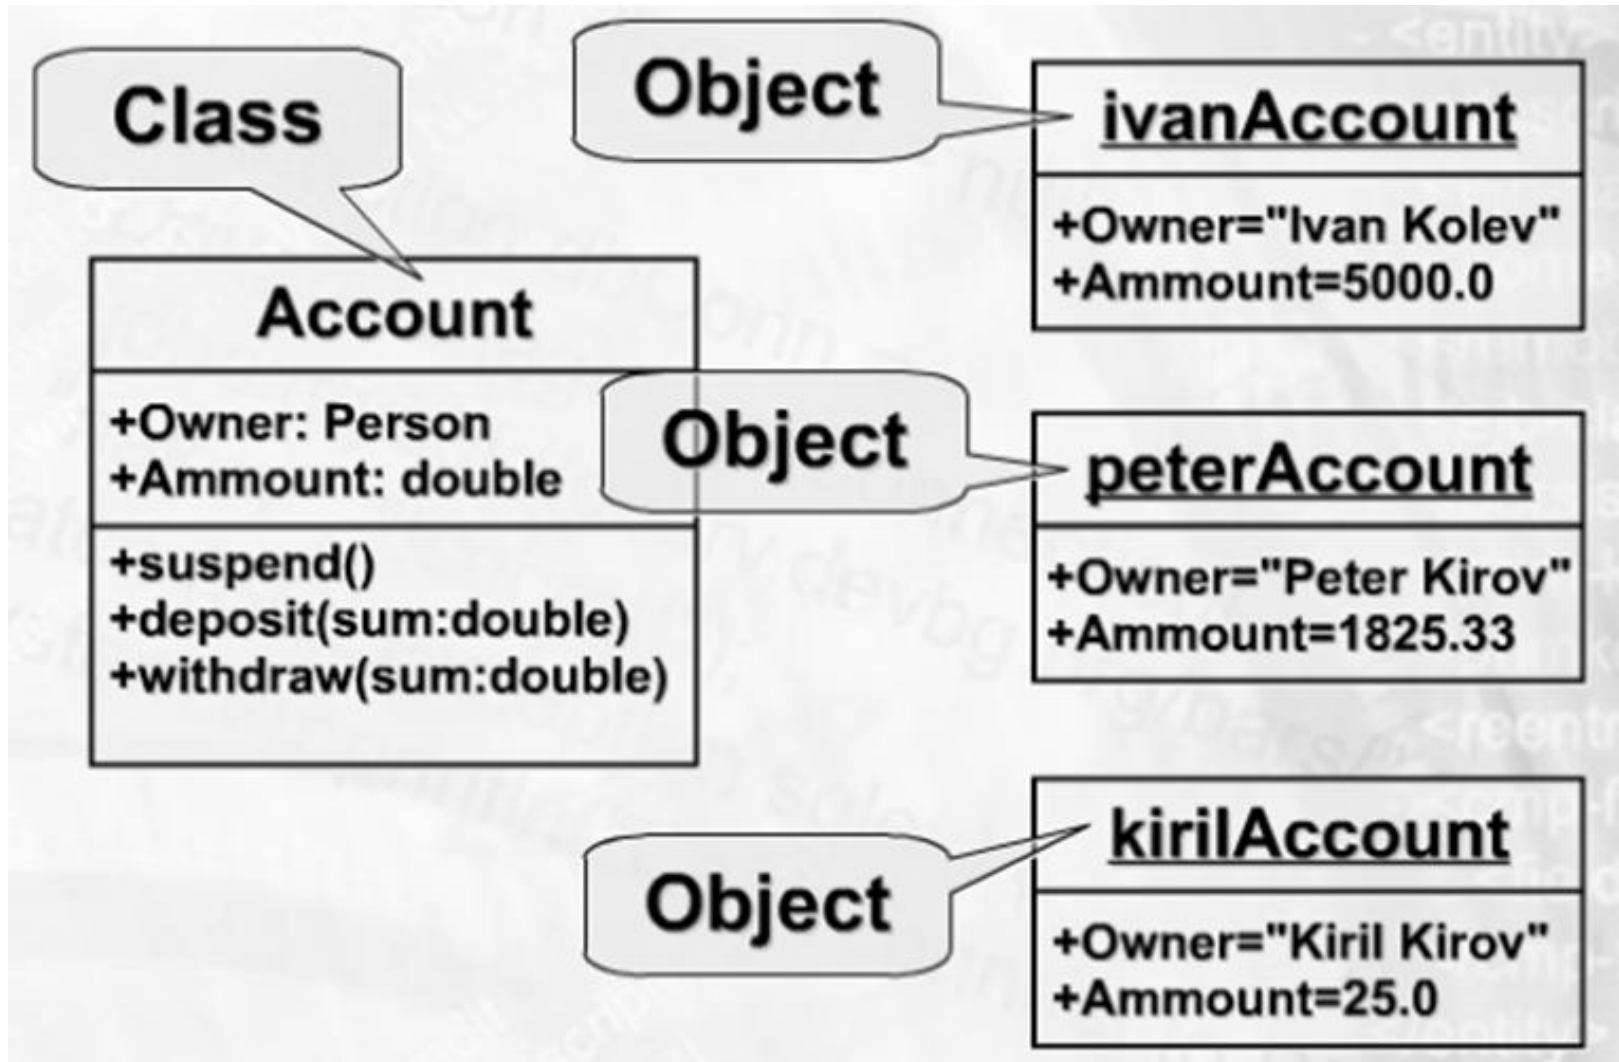 Class
Account
+Owner: Person
+Ammount: double
+suspend()
+deposit(sum:double)
+withdraw(sum:double)
Object
ivanAccount
+Owner="Ivan Kolev"
+Ammount=5000.0
Object
peterAccount
+Owner="Peter Kirov"
+Ammount=1825.33
Object
kirilAccount
+Owner="Kiril Kirov"
+Ammount=25.0